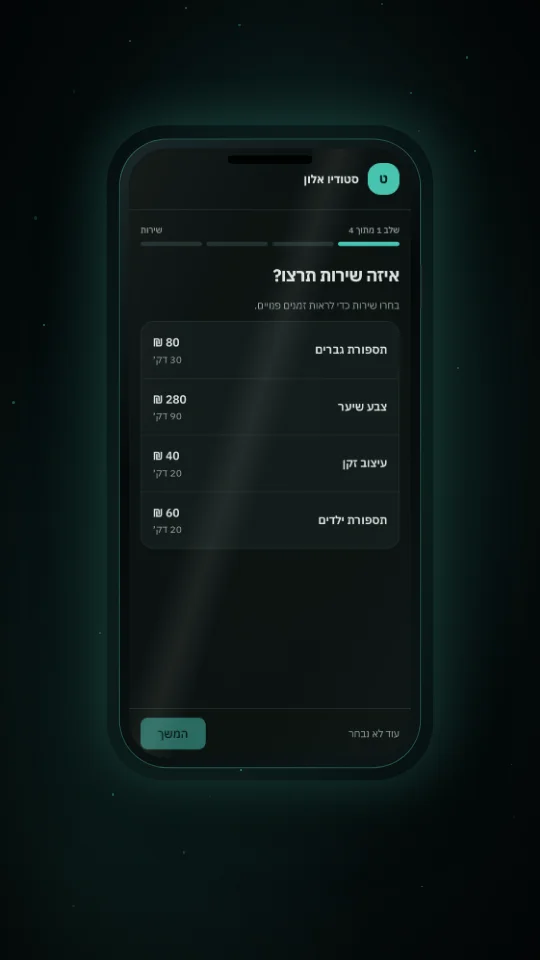 ט
סטודיו אלון
שלב 1 מתוך 4
שירות
איזה שירות תרצו?
בחרו שירות כדי לראות זמנים פנויים.
תספורת גברים
80 ₪
30 דק׳
צבע שיער
280 ₪
90 דק׳
עיצוב זקן
40 ₪
20 דק׳
תספורת ילדים
60 ₪
20 דק׳
עוד לא נבחר
המשך